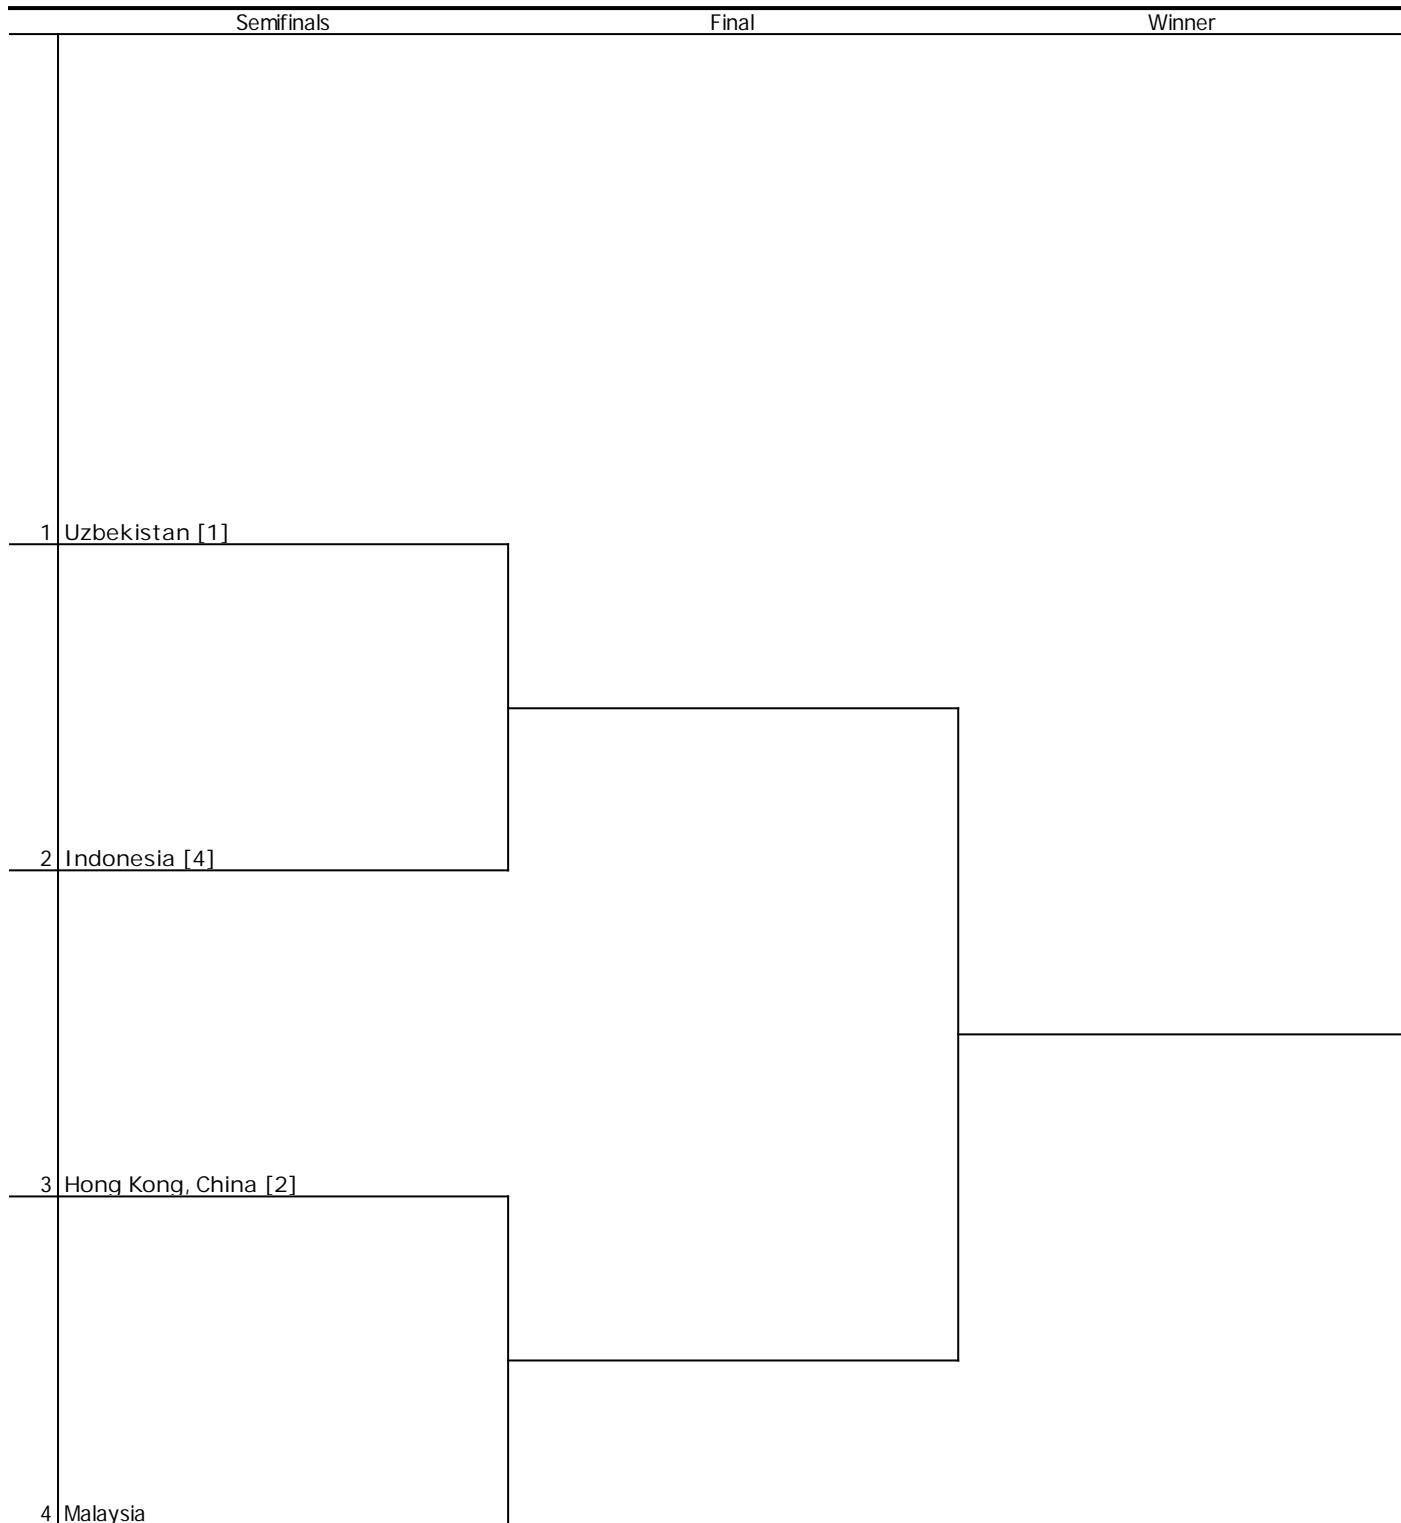 Semifinals Final Winner
1 Uzbekistan [1]
2 Indonesia [4]
3 Hong Kong, China [2]
4 Malaysia